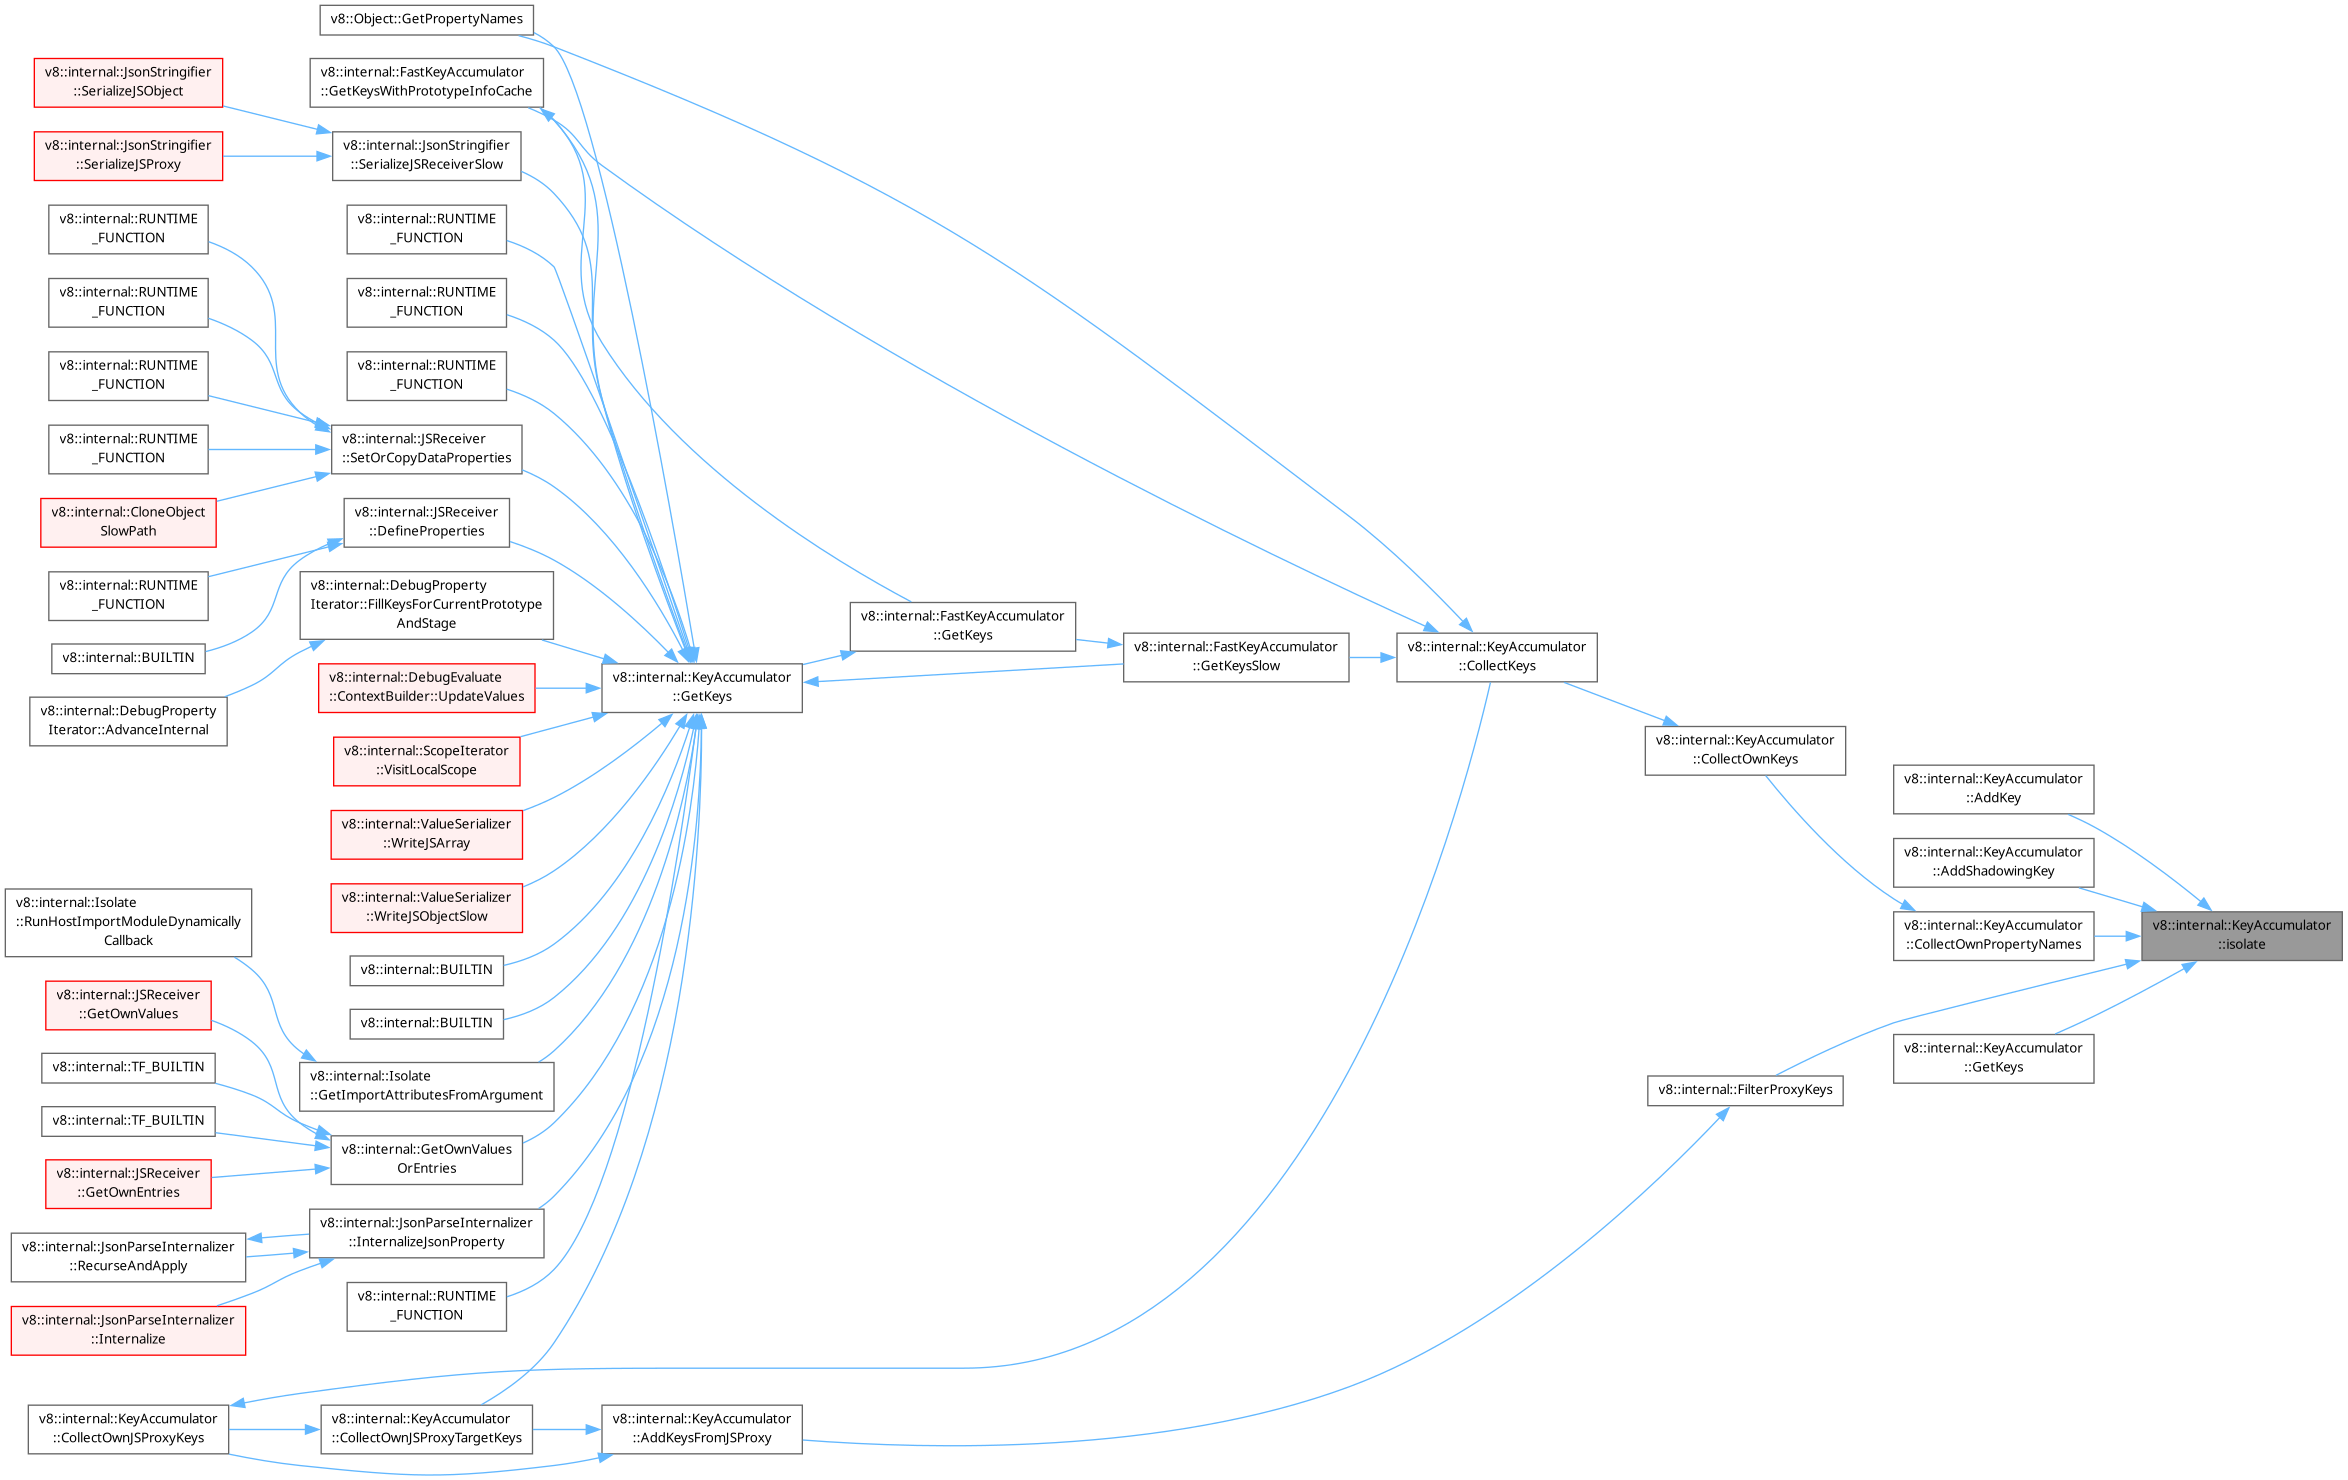 v8::Object::GetPropertyNames
v8::internal::FastKeyAccumulator
::GetKeysWithPrototypeInfoCache
v8::internal::JsonStringifier
::SerializeJSObject
v8::internal::JsonStringifier
::SerializeJSProxy
v8::internal::JsonStringifier
::SerializeJSReceiverSlow
v8::internal::RUNTIME
_FUNCTION
v8::internal::RUNTIME
_FUNCTION
v8::internal::RUNTIME
_FUNCTION
v8::internal::RUNTIME
_FUNCTION
v8::internal::RUNTIME
_FUNCTION
v8::internal::RUNTIME
_FUNCTION
v8::internal::RUNTIME
_FUNCTION
v8::internal::JSReceiver
::SetOrCopyDataProperties
v8::internal::CloneObject
SlowPath
v8::internal::JSReceiver
::DefineProperties
v8::internal::RUNTIME
_FUNCTION
v8::internal::DebugProperty
Iterator::FillKeysForCurrentPrototype
AndStage
v8::internal::BUILTIN
v8::internal::DebugProperty
Iterator::AdvanceInternal
v8::internal::DebugEvaluate
::ContextBuilder::UpdateValues
v8::internal::KeyAccumulator
::GetKeys
v8::internal::FastKeyAccumulator
::GetKeys
v8::internal::FastKeyAccumulator
::GetKeysSlow
v8::internal::KeyAccumulator
::CollectKeys
v8::internal::ScopeIterator
::VisitLocalScope
v8::internal::KeyAccumulator
::CollectOwnKeys
v8::internal::KeyAccumulator
::AddKey
v8::internal::ValueSerializer
::WriteJSArray
v8::internal::KeyAccumulator
::AddShadowingKey
v8::internal::ValueSerializer
::WriteJSObjectSlow
v8::internal::KeyAccumulator
::CollectOwnPropertyNames
v8::internal::KeyAccumulator
::isolate
v8::internal::Isolate
::RunHostImportModuleDynamically
Callback
v8::internal::BUILTIN
v8::internal::JSReceiver
::GetOwnValues
v8::internal::BUILTIN
v8::internal::KeyAccumulator
::GetKeys
v8::internal::TF_BUILTIN
v8::internal::Isolate
::GetImportAttributesFromArgument
v8::internal::FilterProxyKeys
v8::internal::TF_BUILTIN
v8::internal::GetOwnValues
OrEntries
v8::internal::JSReceiver
::GetOwnEntries
v8::internal::JsonParseInternalizer
::InternalizeJsonProperty
v8::internal::JsonParseInternalizer
::RecurseAndApply
v8::internal::RUNTIME
_FUNCTION
v8::internal::JsonParseInternalizer
::Internalize
v8::internal::KeyAccumulator
::CollectOwnJSProxyKeys
v8::internal::KeyAccumulator
::CollectOwnJSProxyTargetKeys
v8::internal::KeyAccumulator
::AddKeysFromJSProxy